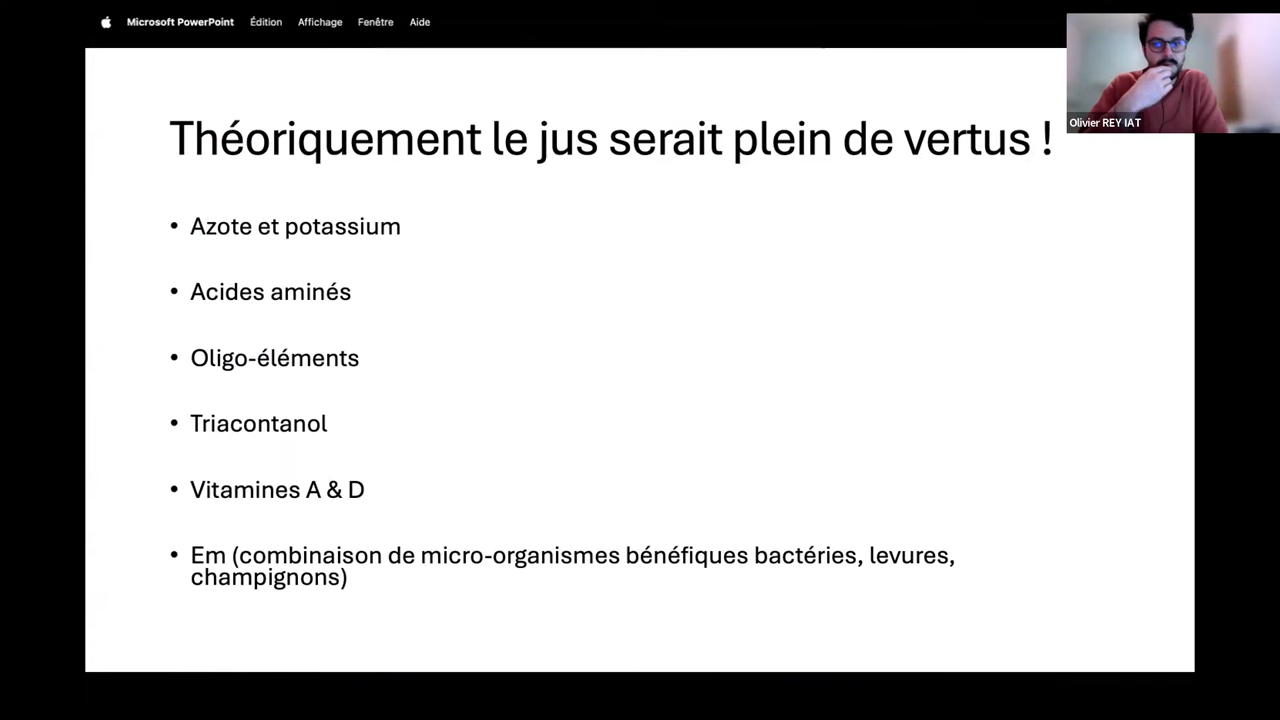 Microsoft PowerPoint Édition Affichage Fenêtre Aide
Olivier REY IAT
Théoriquement le jus serait plein de vertus !
• Azote et potassium
• Acides aminés
• Oligo-éléments
• Triacontanol
• Vitamines A & D
• Em (combinaison de micro-organismes bénéfiques bactéries, levures,
champignons)